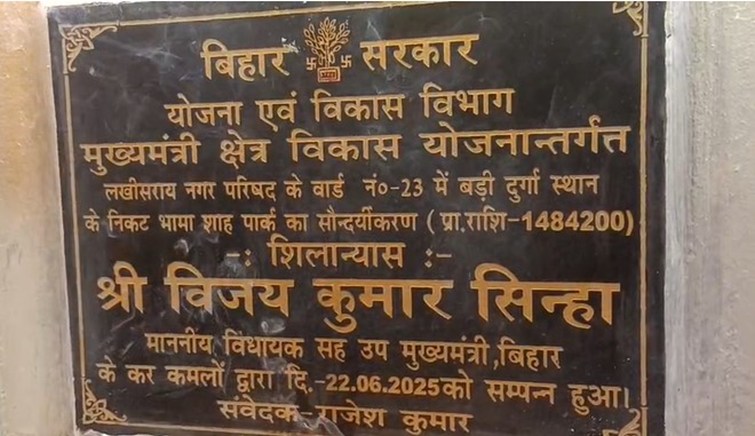 बिहार सरकार
योजना एवं विकास विभाग
मुख्यमंत्री क्षेत्र विकास योजनान्तर्गत
लखीसराय नगर परिषद के वार्ड नं०-23 में बड़ी दुर्गा स्थान
के निकट भामा शाह पार्क का सौन्दर्यीकरण (प्रा.राशि-1484200)
-: शिलान्यास :-
श्री विजय कुमार सिन्हा
माननीय विधायक सह उप मुख्यमंत्री,बिहार
के कर कमलों द्वारा दि.-22.06.2025को सम्पन्न हुआ।
संवेदक-राजेश कुमार